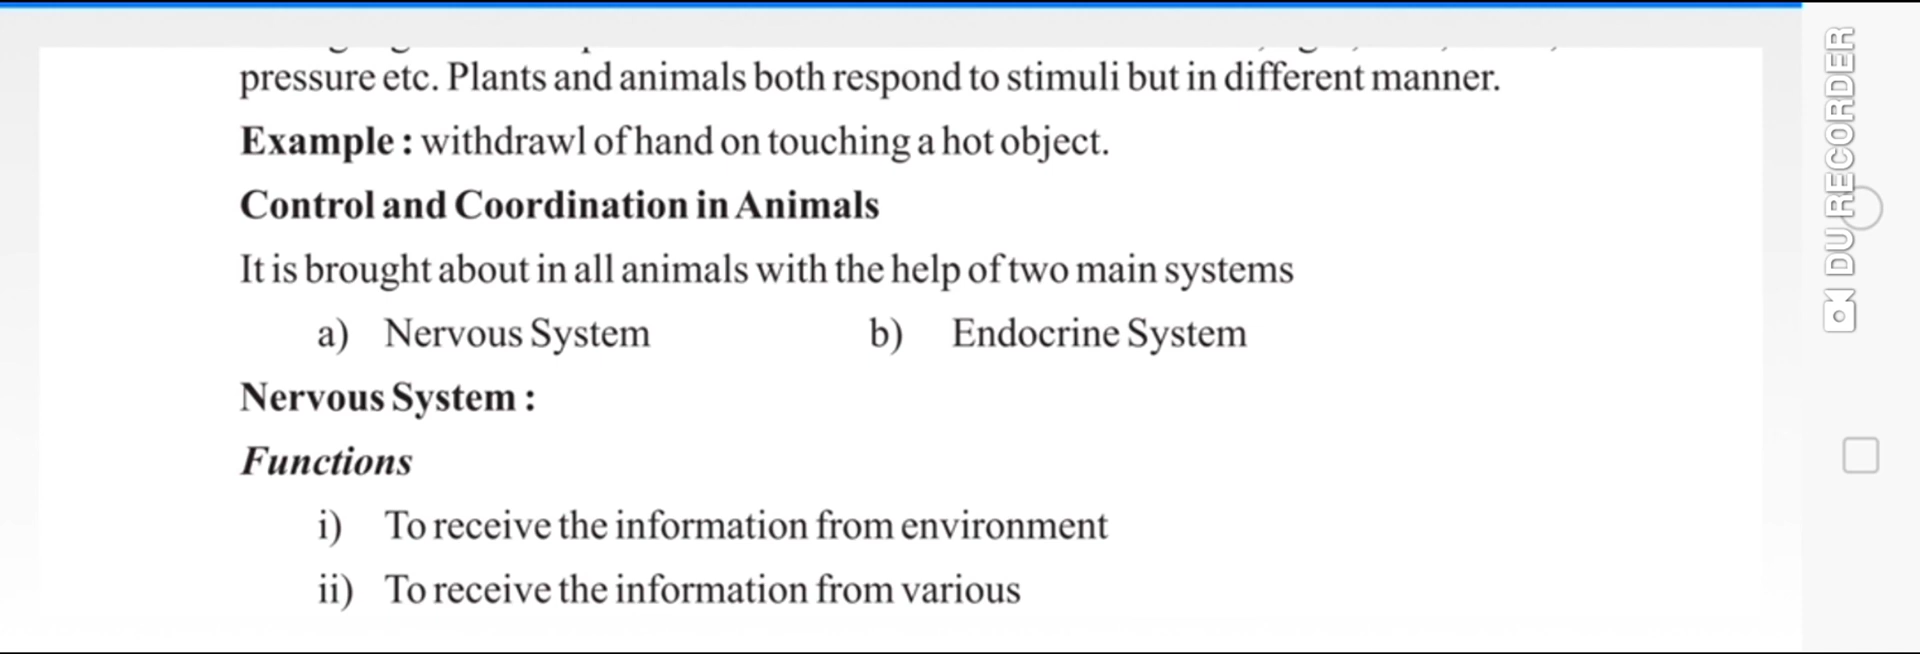 pressure etc. Plants and animals both respond to stimuli but in different manner.
Example : withdrawl of hand on touching a hot object.
Control and Coordination in Animals
It is brought about in all animals with the help of two main systems
a) Nervous System b) Endocrine System
Nervous System :
Functions
i) To receive the information from environment
ii) To receive the information from various
DU RECORDER